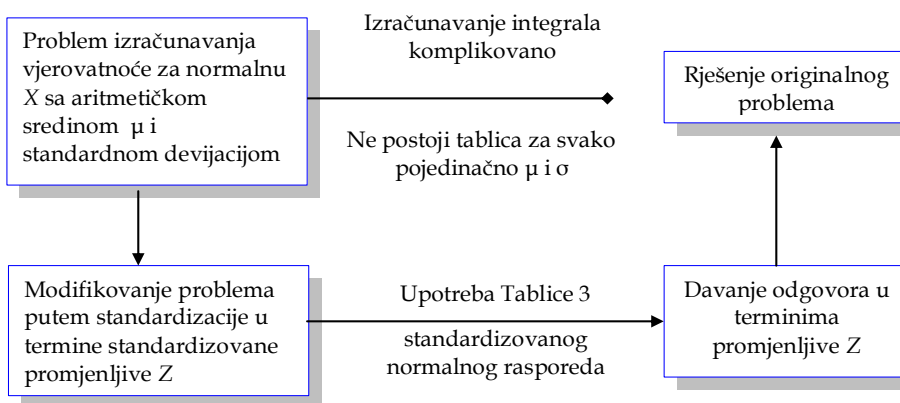 Problem izračunavanja
vjerovatnoće za normalnu
X sa aritmetičkom
sredinom μ i
standardnom devijacijom
Izračunavanje integrala
komplikovano
Ne postoji tablica za svako
pojedinačno μ i σ
Rješenje originalnog
problema
Modifikovanje problema
putem standardizacije u
termine standardizovane
promjenljive Z
Upotreba Tablice 3
standardizovanog
normalnog rasporeda
Davanje odgovora u
terminima
promjenljive Z